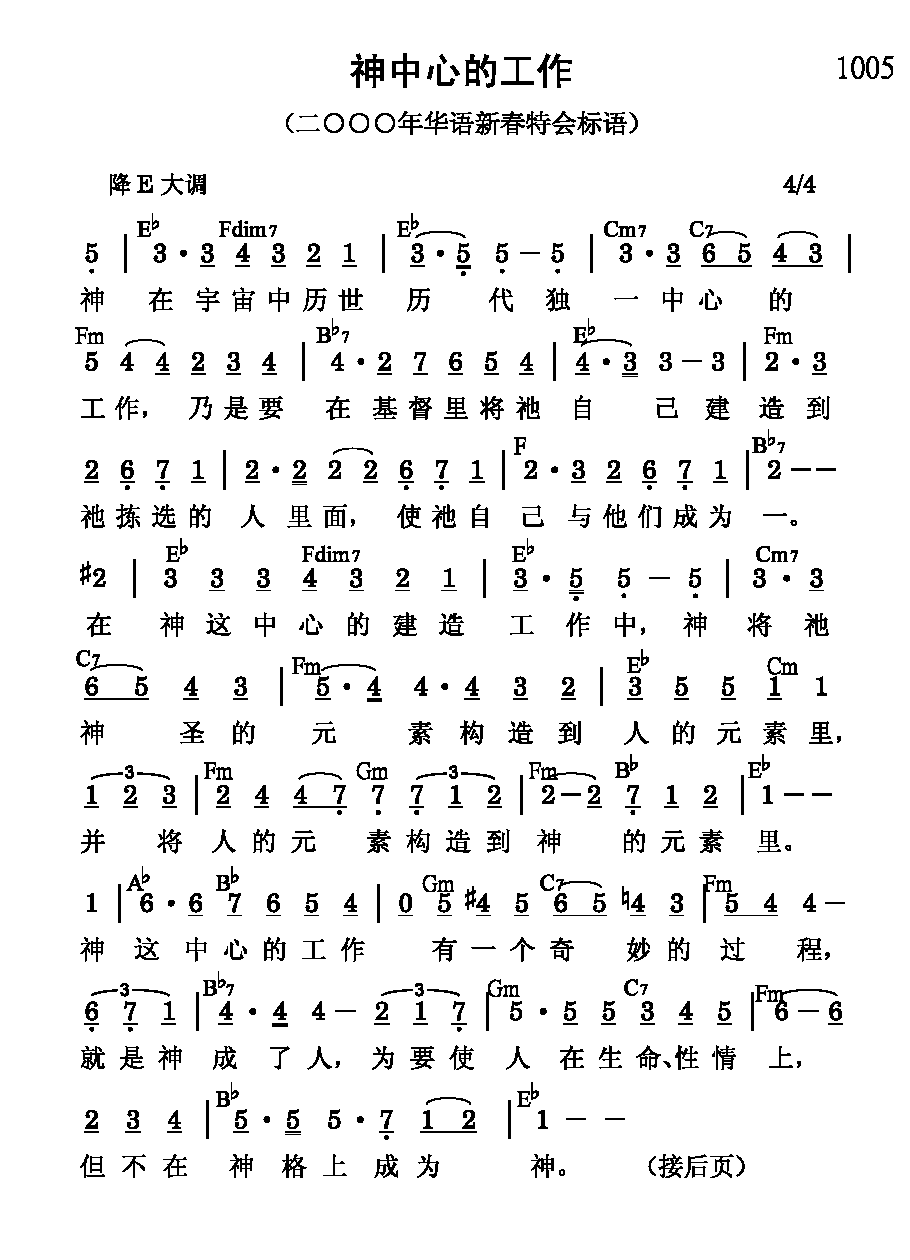 神中心的工作 1005
（二〇〇〇年华语新春特会标语）
降 E 大调 4/4
E♭ Fdim7 E♭ Cm7 C7
5 | 3 · 3 4 3 2 1 | 3 · 5 5 – 5 | 3 · 3 6 5 4 3 |
神 在 宇 宙 中 历 世 历 代 独 一 中 心 的
Fm B♭7 E♭ Fm
5 4 4 2 3 4 | 4 · 2 7 6 5 4 | 4 · 3 3 – 3 | 2 · 3
工 作， 乃 是 要 在 基 督 里 将 祂 自 己 建 造 到
F B♭7
2 6 7 1 | 2 · 2 2 2 6 7 1 | 2 · 3 2 6 7 1 | 2 – –
祂 拣 选 的 人 里 面， 使 祂 自 己 与 他 们 成 为 一。
E♭ Fdim7 E♭ Cm7
♯2 | 3 3 3 4 3 2 1 | 3 · 5 5 – 5 | 3 · 3
在 神 这 中 心 的 建 造 工 作 中， 神 将 祂
C7 Fm E♭ Cm
6 5 4 3 | 5 · 4 4 · 4 3 2 | 3 5 5 1 1
神 圣 的 元 素 构 造 到 人 的 元 素 里，
3 Fm Gm 3 Fm B♭ E♭
1 2 3 | 2 4 4 7 7 7 1 2 | 2 – 2 7 1 2 | 1 – –
并 将 人 的 元 素 构 造 到 神 的 元 素 里。
A♭ B♭ Gm C7 Fm
1 | 6 · 6 7 6 5 4 | 0 5 ♯4 5 6 5 ♮4 3 | 5 4 4 –
神 这 中 心 的 工 作 有 一 个 奇 妙 的 过 程，
3 B♭7 3 Gm C7 Fm
6 7 1 | 4 · 4 4 – 2 1 7 | 5 · 5 5 3 4 5 | 6 – 6
就 是 神 成 了 人， 为 要 使 人 在 生 命、性 情 上，
B♭ E♭
2 3 4 | 5 · 5 5 · 7 1 2 | 1 – –
但 不 在 神 格 上 成 为 神。 （接后页）